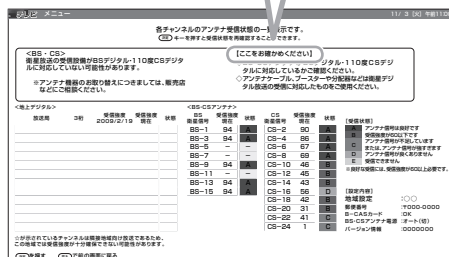 テレビ メニュー
11/ 3 [火] 午前11:0
各チャンネルのアンテナ受信状態の一覧表示です。
キーを押すと受信状態を再確認することができます。
<BS・CS>
衛星放送の受信設備がBSデジタル・110度CSデジタルに対応していない可能性があります。
※アンテナ機器のお取り替えにつきましては、販売店などにご相談ください。
【ここをお確かめください】
ジタル・110度CSデジ
タルに対応しているかご確認ください。
◇アンテナケーブル、ブースターや分配器などは衛星デジ
タル放送の受信に対応したものをご使用ください。
<地上デジタル>
放送局 3桁 受信強度 2009/2/19 受信強度 現在 状態
<BS・CSアンテナ>
BS 衛星信号 受信強度 現在 状態
BS-1 94 A
BS-3 94 A
BS-5 - -
BS-7 - -
BS-9 94 A
BS-11 - -
BS-13 94 A
BS-15 94 A
CS 衛星信号 受信強度 現在 状態
CS-2 90 A
CS-4 86 A
CS-6 67 A
CS-8 69 A
CS-10 46 B
CS-12 45 B
CS-14 43 B
CS-16 56 D
CS-18 42 B
CS-20 31 B
CS-22 41 C
CS-24 1 C
[受信状態]
A アンテナ信号は良好です
B 受信強度が60以下です
C アンテナ信号が不足しています
または、アンテナ信号が強すぎます
D アンテナ信号が良くありません
E 受信できません
※良好な受信には、受信強度が60以上必要です。
[設定内容]
地域設定 :〇〇
郵便番号 :〒000-0000
B-CASカード :OK
BS・CSアンテナ電源 :オート(切)
バージョン情報 :0000000
☆が示されているチャンネルは隣接地域向け放送であるため、
この地域では受信強度が十分確保できない可能性があります。
を押す で前の画面に戻る